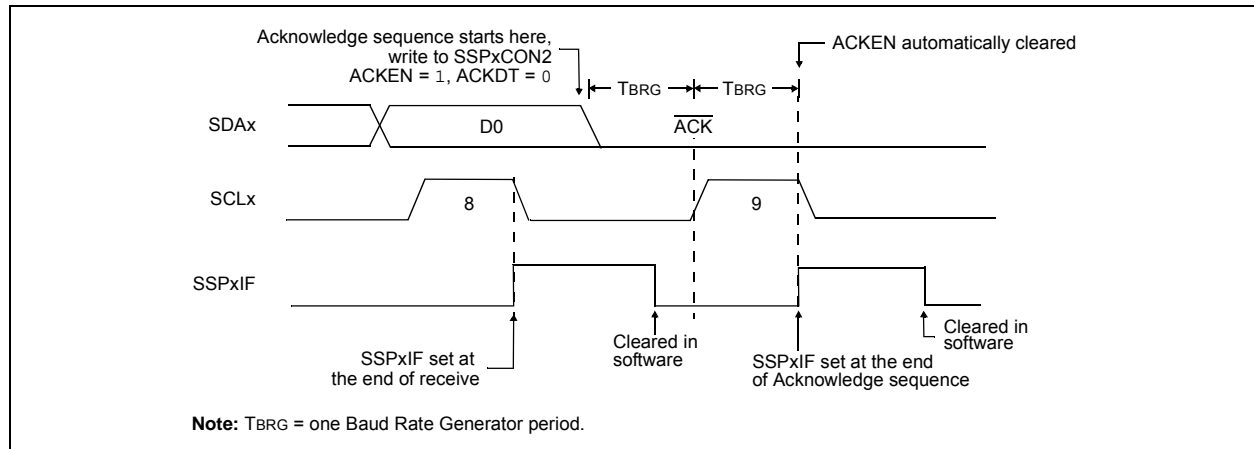 Acknowledge sequence starts here,
write to SSPxCON2
ACKEN = 1, ACKDT = 0
ACKEN automatically cleared
TBRG
TBRG
SDAx
D0
ACK
SCLx
8
9
SSPxIF
SSPxIF set at
the end of receive
Cleared in
software
SSPxIF set at the end
of Acknowledge sequence
Cleared in
software
Note: TBRG = one Baud Rate Generator period.